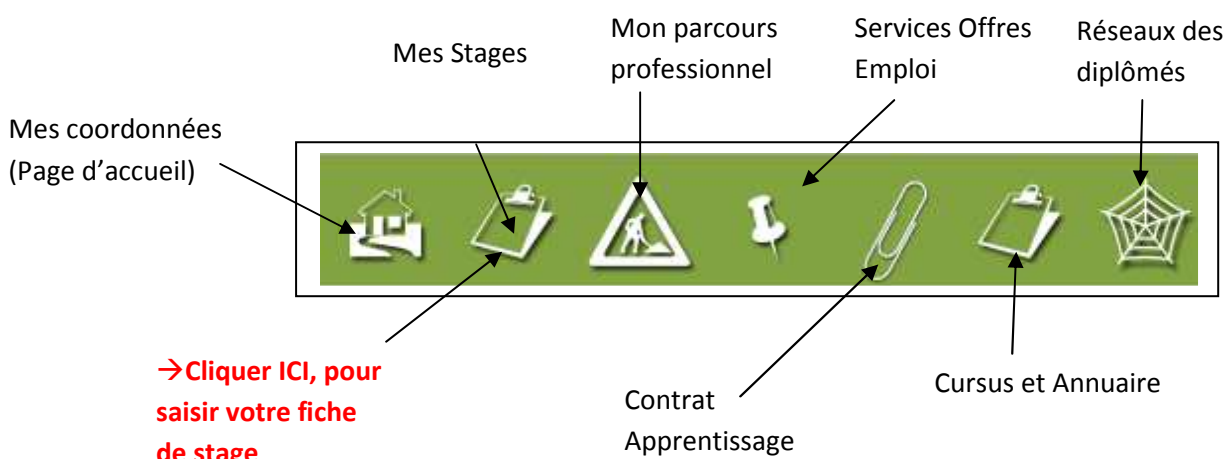 Mes Stages
Mon parcours
professionnel
Services Offres
Emploi
Réseaux des
diplômés
Mes coordonnées
(Page d’accueil)
→Cliquer ICI, pour
saisir votre fiche
de stage
Contrat
Apprentissage
Cursus et Annuaire